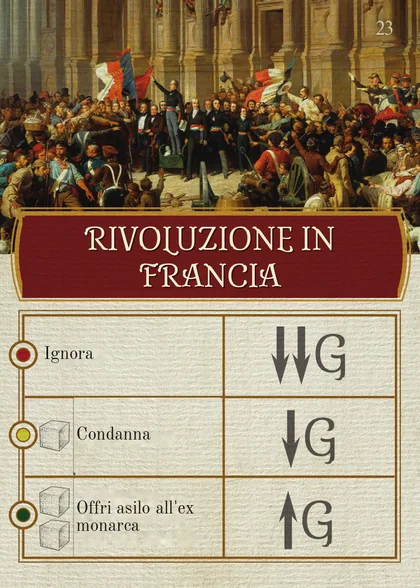 23
RIVOLUZIONE IN
FRANCIA
Ignora
G
Condanna
G
Offri asilo all'ex
monarca
G